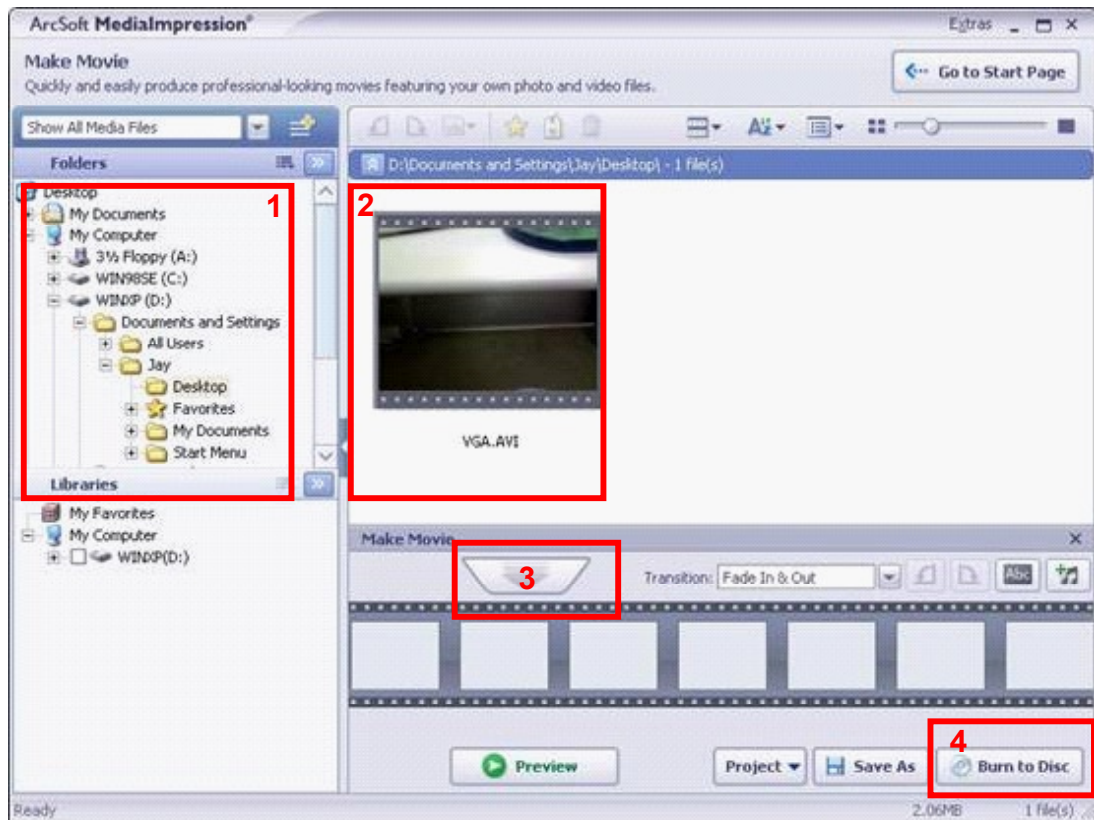 ArcSoft MediaImpression®
Extras
Make Movie
Quickly and easily produce professional-looking movies featuring your own photo and video files.
Go to Start Page
Show All Media Files
Folders
D:\Documents and Settings\Jay\Desktop\ - 1 file(s)
Desktop
1
My Documents
My Computer
3½ Floppy (A:)
WIN98SE (C:)
WINXP (D:)
Documents and Settings
All Users
Jay
Desktop
Favorites
My Documents
Start Menu
2
VGA.AVI
Libraries
My Favorites
My Computer
WINXP(D:)
Make Movie
3
Transition: Fade In & Out
Abc
4
Preview
Project
Save As
Burn to Disc
Ready
2.06MB
1 file(s)